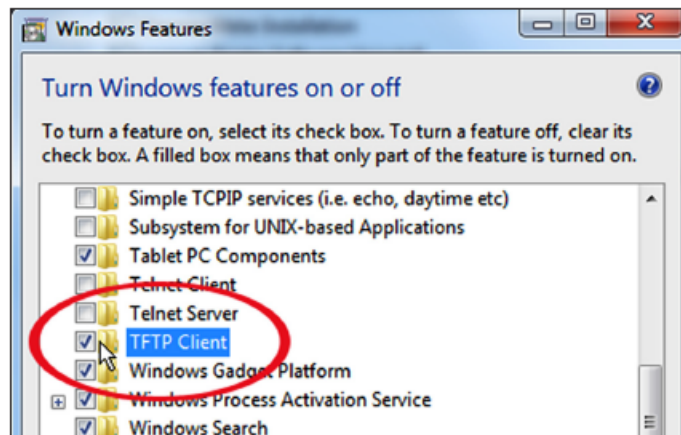 Windows Features
Turn Windows features on or off
To turn a feature on, select its check box. To turn a feature off, clear its
check box. A filled box means that only part of the feature is turned on.
Simple TCPIP services (i.e. echo, daytime etc)
Subsystem for UNIX-based Applications
Tablet PC Components
Telnet Client
Telnet Server
TFTP Client
Windows Gadget Platform
Windows Process Activation Service
Windows Search